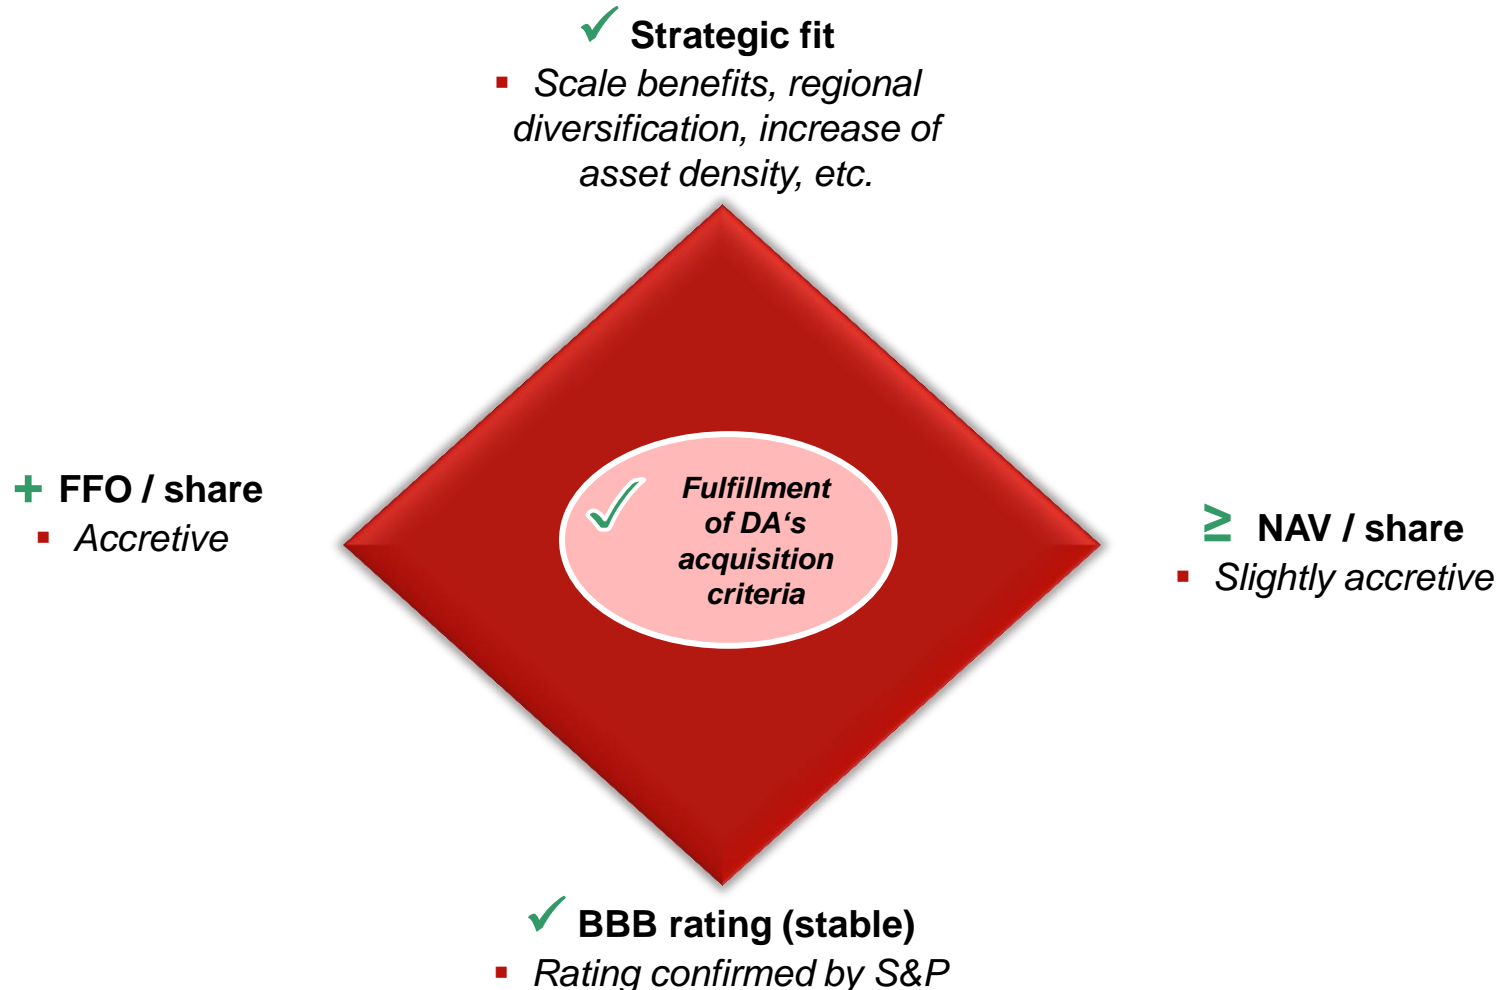 ✓ Strategic fit
▪ Scale benefits, regional
diversification, increase of
asset density, etc.
+ FFO / share
▪ Accretive
✓ Fulfillment
of DA‘s
acquisition
criteria
≥ NAV / share
▪ Slightly accretive
✓ BBB rating (stable)
▪ Rating confirmed by S&P